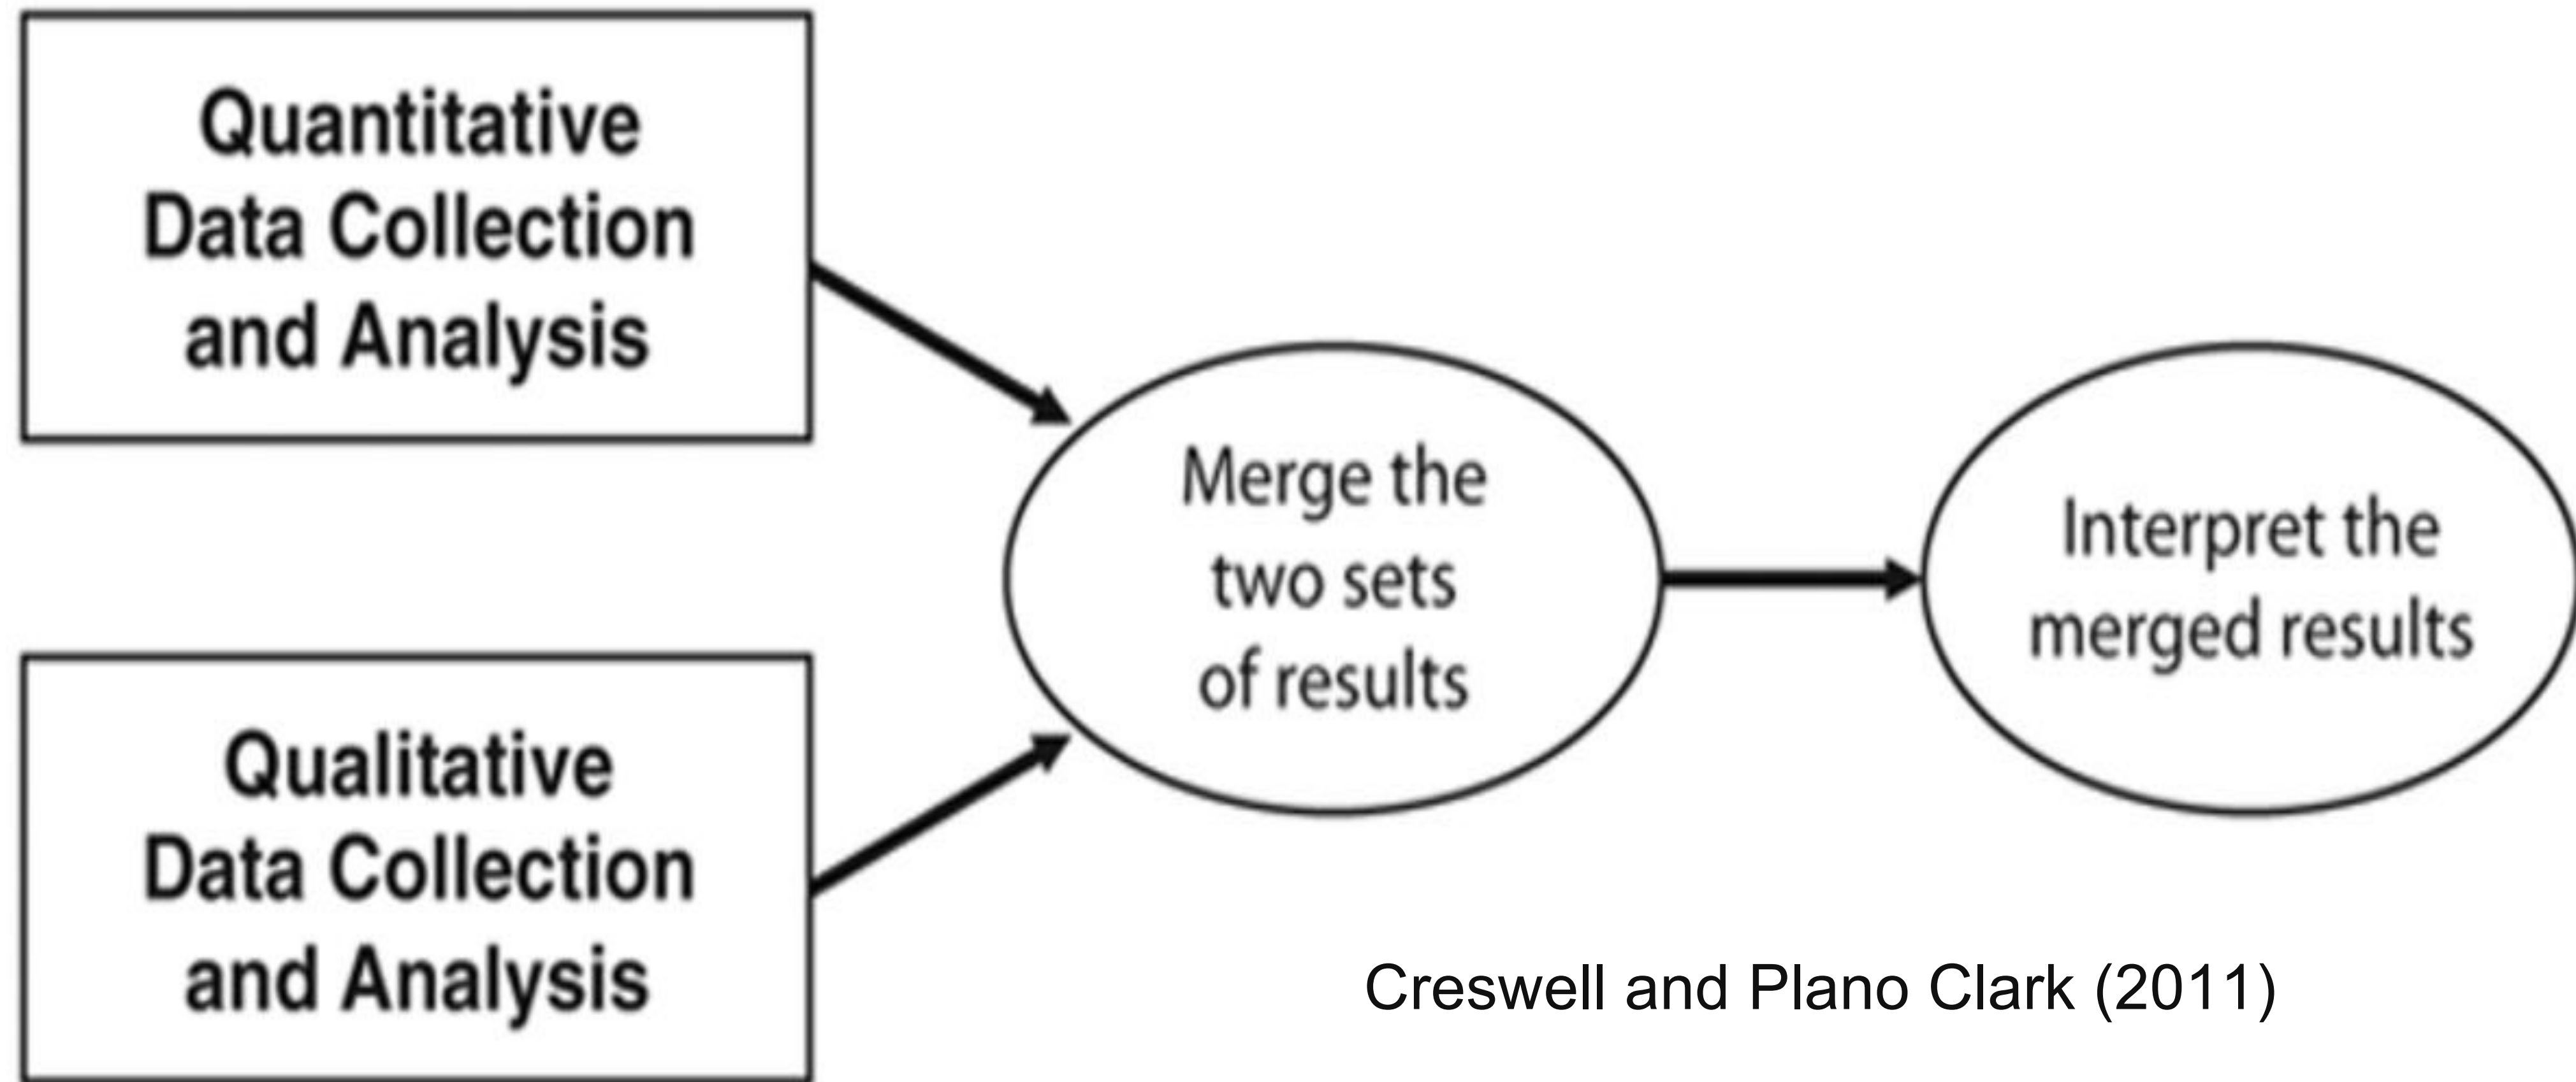 Quantitative
Data Collection
and Analysis
Qualitative
Data Collection
and Analysis
Merge the
two sets
of results
Interpret the
merged results
Creswell and Plano Clark (2011)